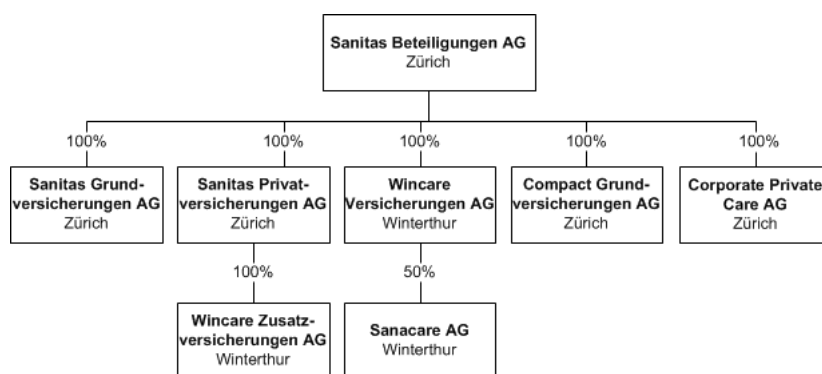 Sanitas Beteiligungen AG
Zürich
100%
100%
100%
100%
100%
Sanitas Grund-
versicherungen AG
Zürich
Sanitas Privat-
versicherungen AG
Zürich
Wincare
Versicherungen AG
Winterthur
Compact Grund-
versicherungen AG
Zürich
Corporate Private
Care AG
Zürich
100%
50%
Wincare Zusatz-
versicherungen AG
Winterthur
Sanacare AG
Winterthur